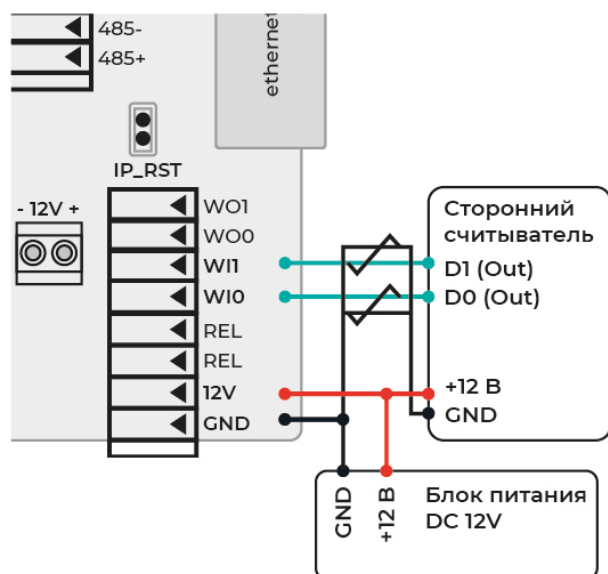 485-
485+
ethernet
IP_RST
- 12V +
WO1
WO0
WI1
WI0
REL
REL
12V
GND
Сторонний
считыватель
D1 (Out)
D0 (Out)
+12 В
GND
GND
+12 В
Блок питания
DC 12V